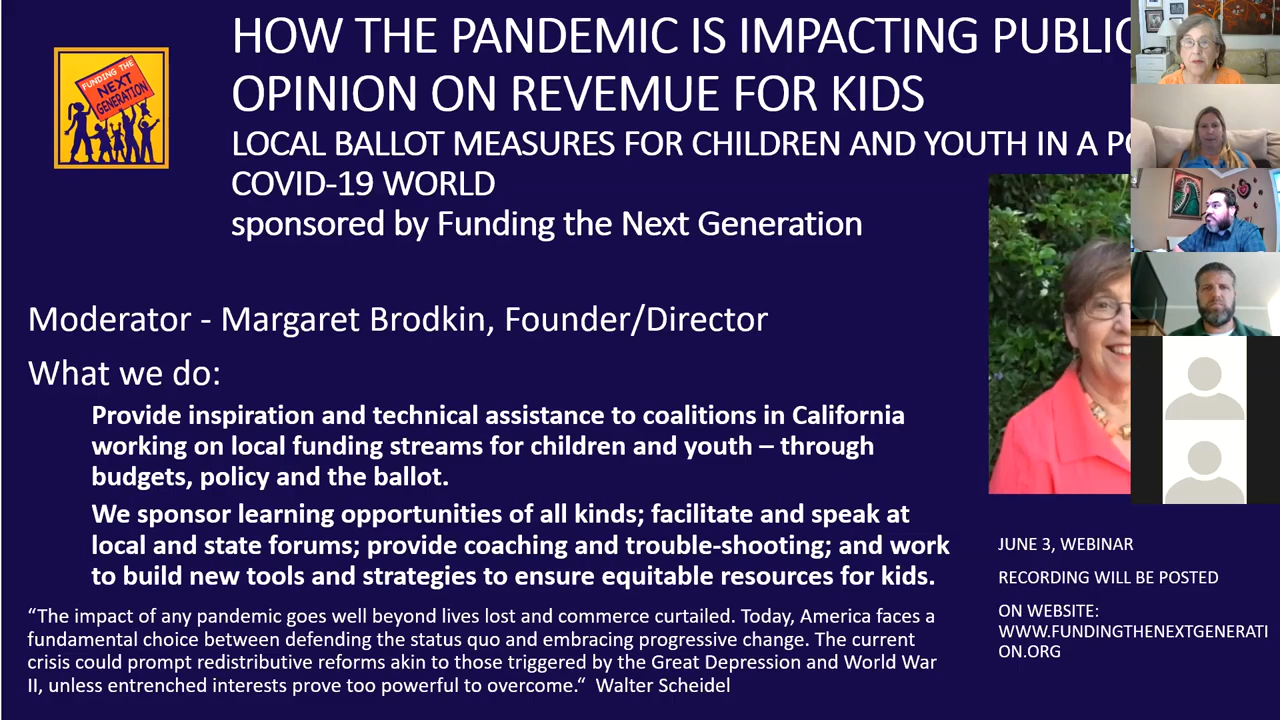 FUNDING THE
NEXT
GENERATION
HOW THE PANDEMIC IS IMPACTING PUBLIC
OPINION ON REVEMUE FOR KIDS
LOCAL BALLOT MEASURES FOR CHILDREN AND YOUTH IN A
COVID-19 WORLD
sponsored by Funding the Next Generation
Moderator - Margaret Brodkin, Founder/Director
What we do:
Provide inspiration and technical assistance to coalitions in California
working on local funding streams for children and youth – through
budgets, policy and the ballot.
We sponsor learning opportunities of all kinds; facilitate and speak at
local and state forums; provide coaching and trouble-shooting; and work
to build new tools and strategies to ensure equitable resources for kids.
“The impact of any pandemic goes well beyond lives lost and commerce curtailed. Today, America faces a
fundamental choice between defending the status quo and embracing progressive change. The current
crisis could prompt redistributive reforms akin to those triggered by the Great Depression and World War
II, unless entrenched interests prove too powerful to overcome.“ Walter Scheidel
JUNE 3, WEBINAR
RECORDING WILL BE POSTED
ON WEBSITE:
WWW.FUNDINGTHENEXTGENERATI
ON.ORG